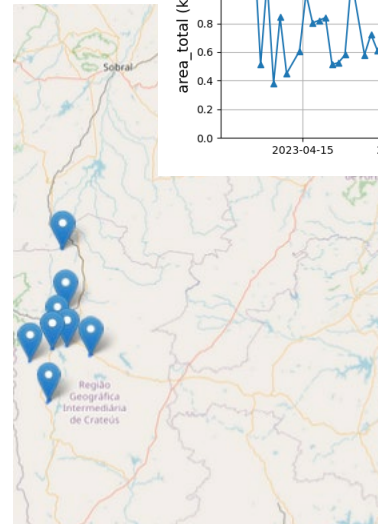 area_total (k
0.8
0.6
0.4
0.2
0.0
2023-04-15
Sobral
Região
Geográfica
Intermediária
de Crateús